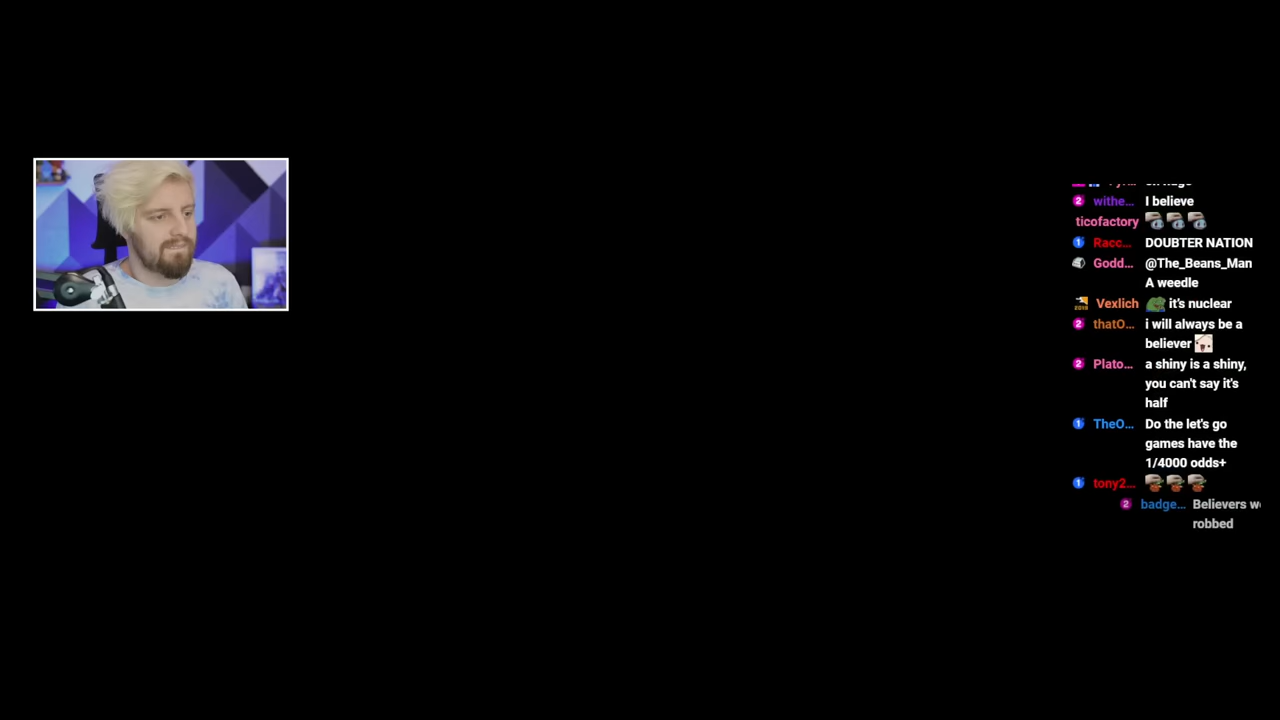 withe… I believe
ticofactory
Racc… DOUBTER NATION
Godd… @The_Beans_Man
A weedle
Vexlich it's nuclear
thatO… i will always be a
believer
Plato… a shiny is a shiny,
you can't say it's
half
TheO… Do the let's go
games have the
1/4000 odds+
tony2…
badge… Believers w
robbed